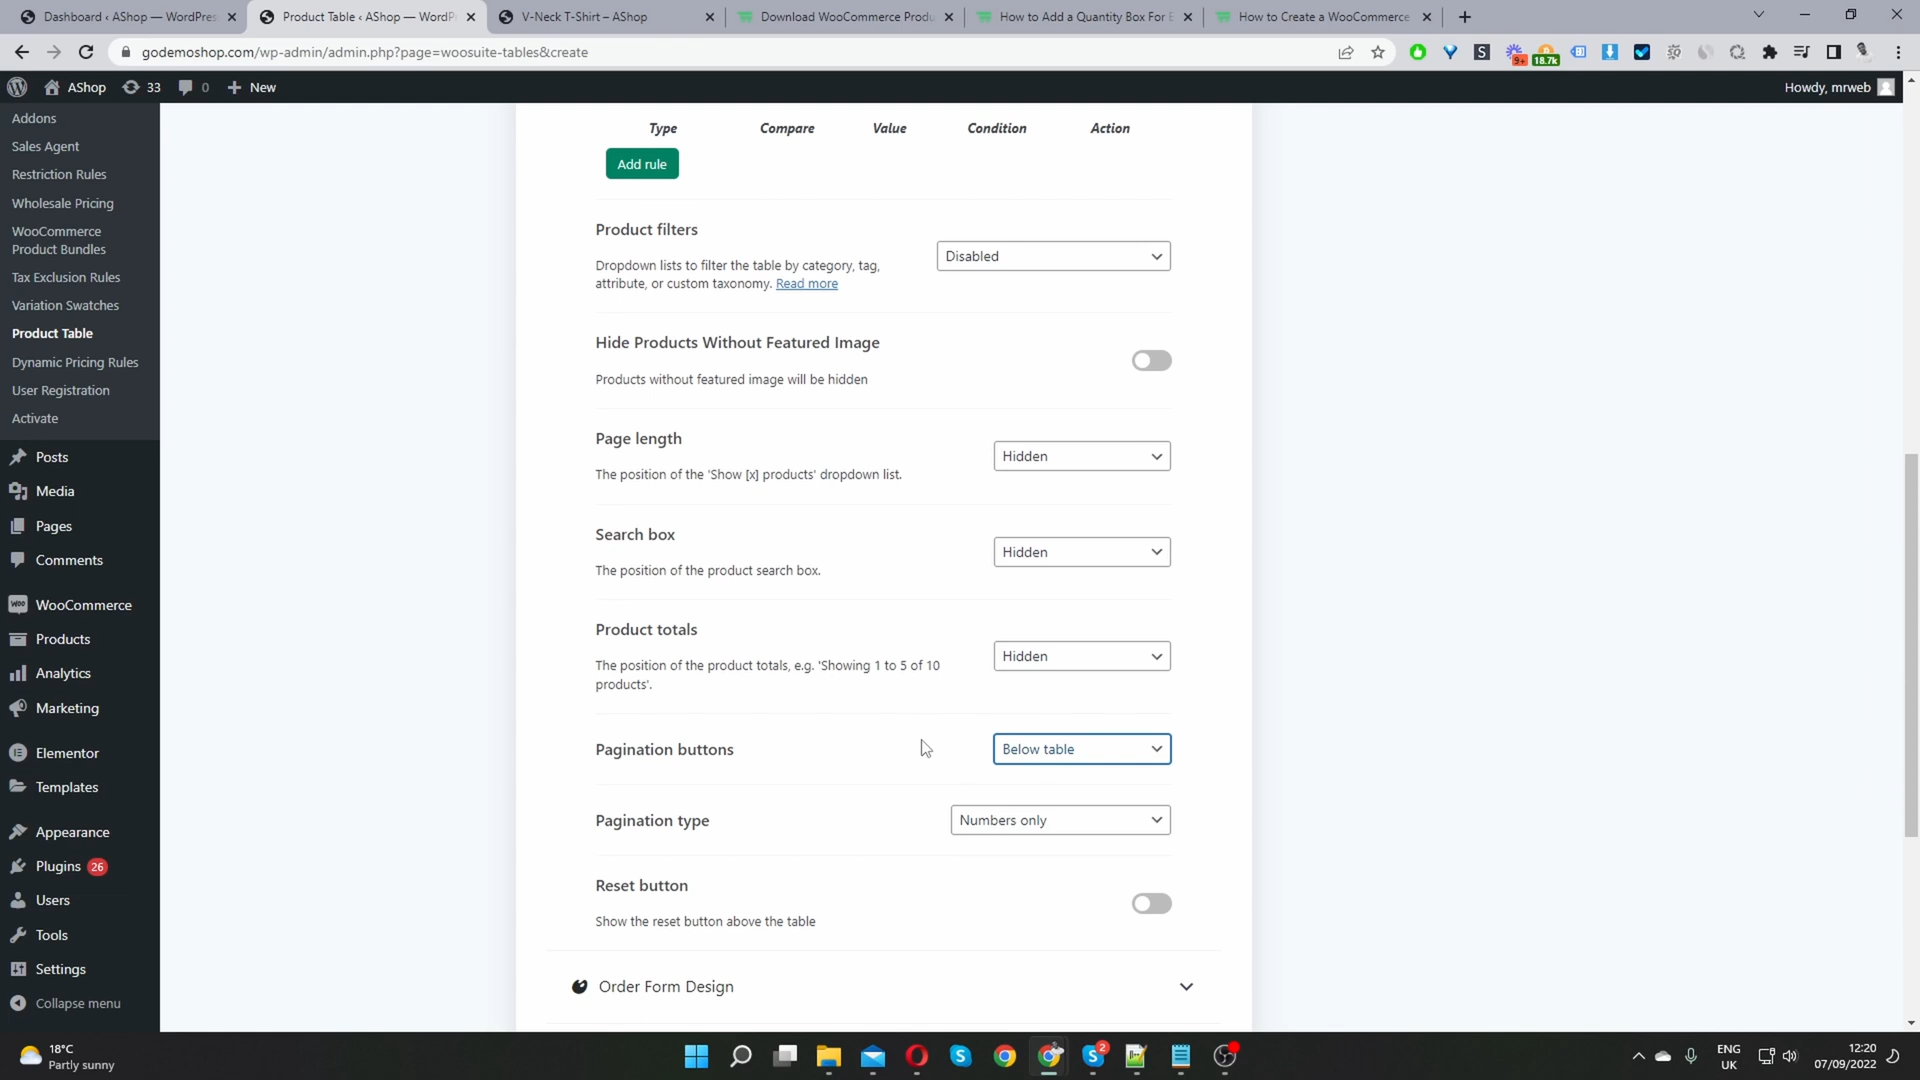 Dashboard ‹ AShop — WordPres
Product Table ‹ AShop — WordP
V-Neck T-Shirt – AShop
Download WooCommerce Produ
How to Add a Quantity Box For E
How to Create a WooCommerce
godemoshop.com/wp-admin/admin.php?page=woosuite-tables&create
9+
18.7k
AShop
33
0
New
Howdy, mrweb
Addons
Sales Agent
Restriction Rules
Wholesale Pricing
WooCommerce
Product Bundles
Tax Exclusion Rules
Variation Swatches
Product Table
Dynamic Pricing Rules
User Registration
Activate
Posts
Media
Pages
Comments
WooCommerce
Products
Analytics
Marketing
Elementor
Templates
Appearance
Plugins 26
Users
Tools
Settings
Collapse menu
Type Compare Value Condition Action
Add rule
Product filters
Disabled
Dropdown lists to filter the table by category, tag,
attribute, or custom taxonomy. Read more
Hide Products Without Featured Image
Products without featured image will be hidden
Page length
Hidden
The position of the 'Show [x] products' dropdown list.
Search box
Hidden
The position of the product search box.
Product totals
Hidden
The position of the product totals, e.g. 'Showing 1 to 5 of 10
products'.
Pagination buttons
Below table
Pagination type
Numbers only
Reset button
Show the reset button above the table
Order Form Design
18°C
Partly sunny
2
ENG
UK
12:20
07/09/2022